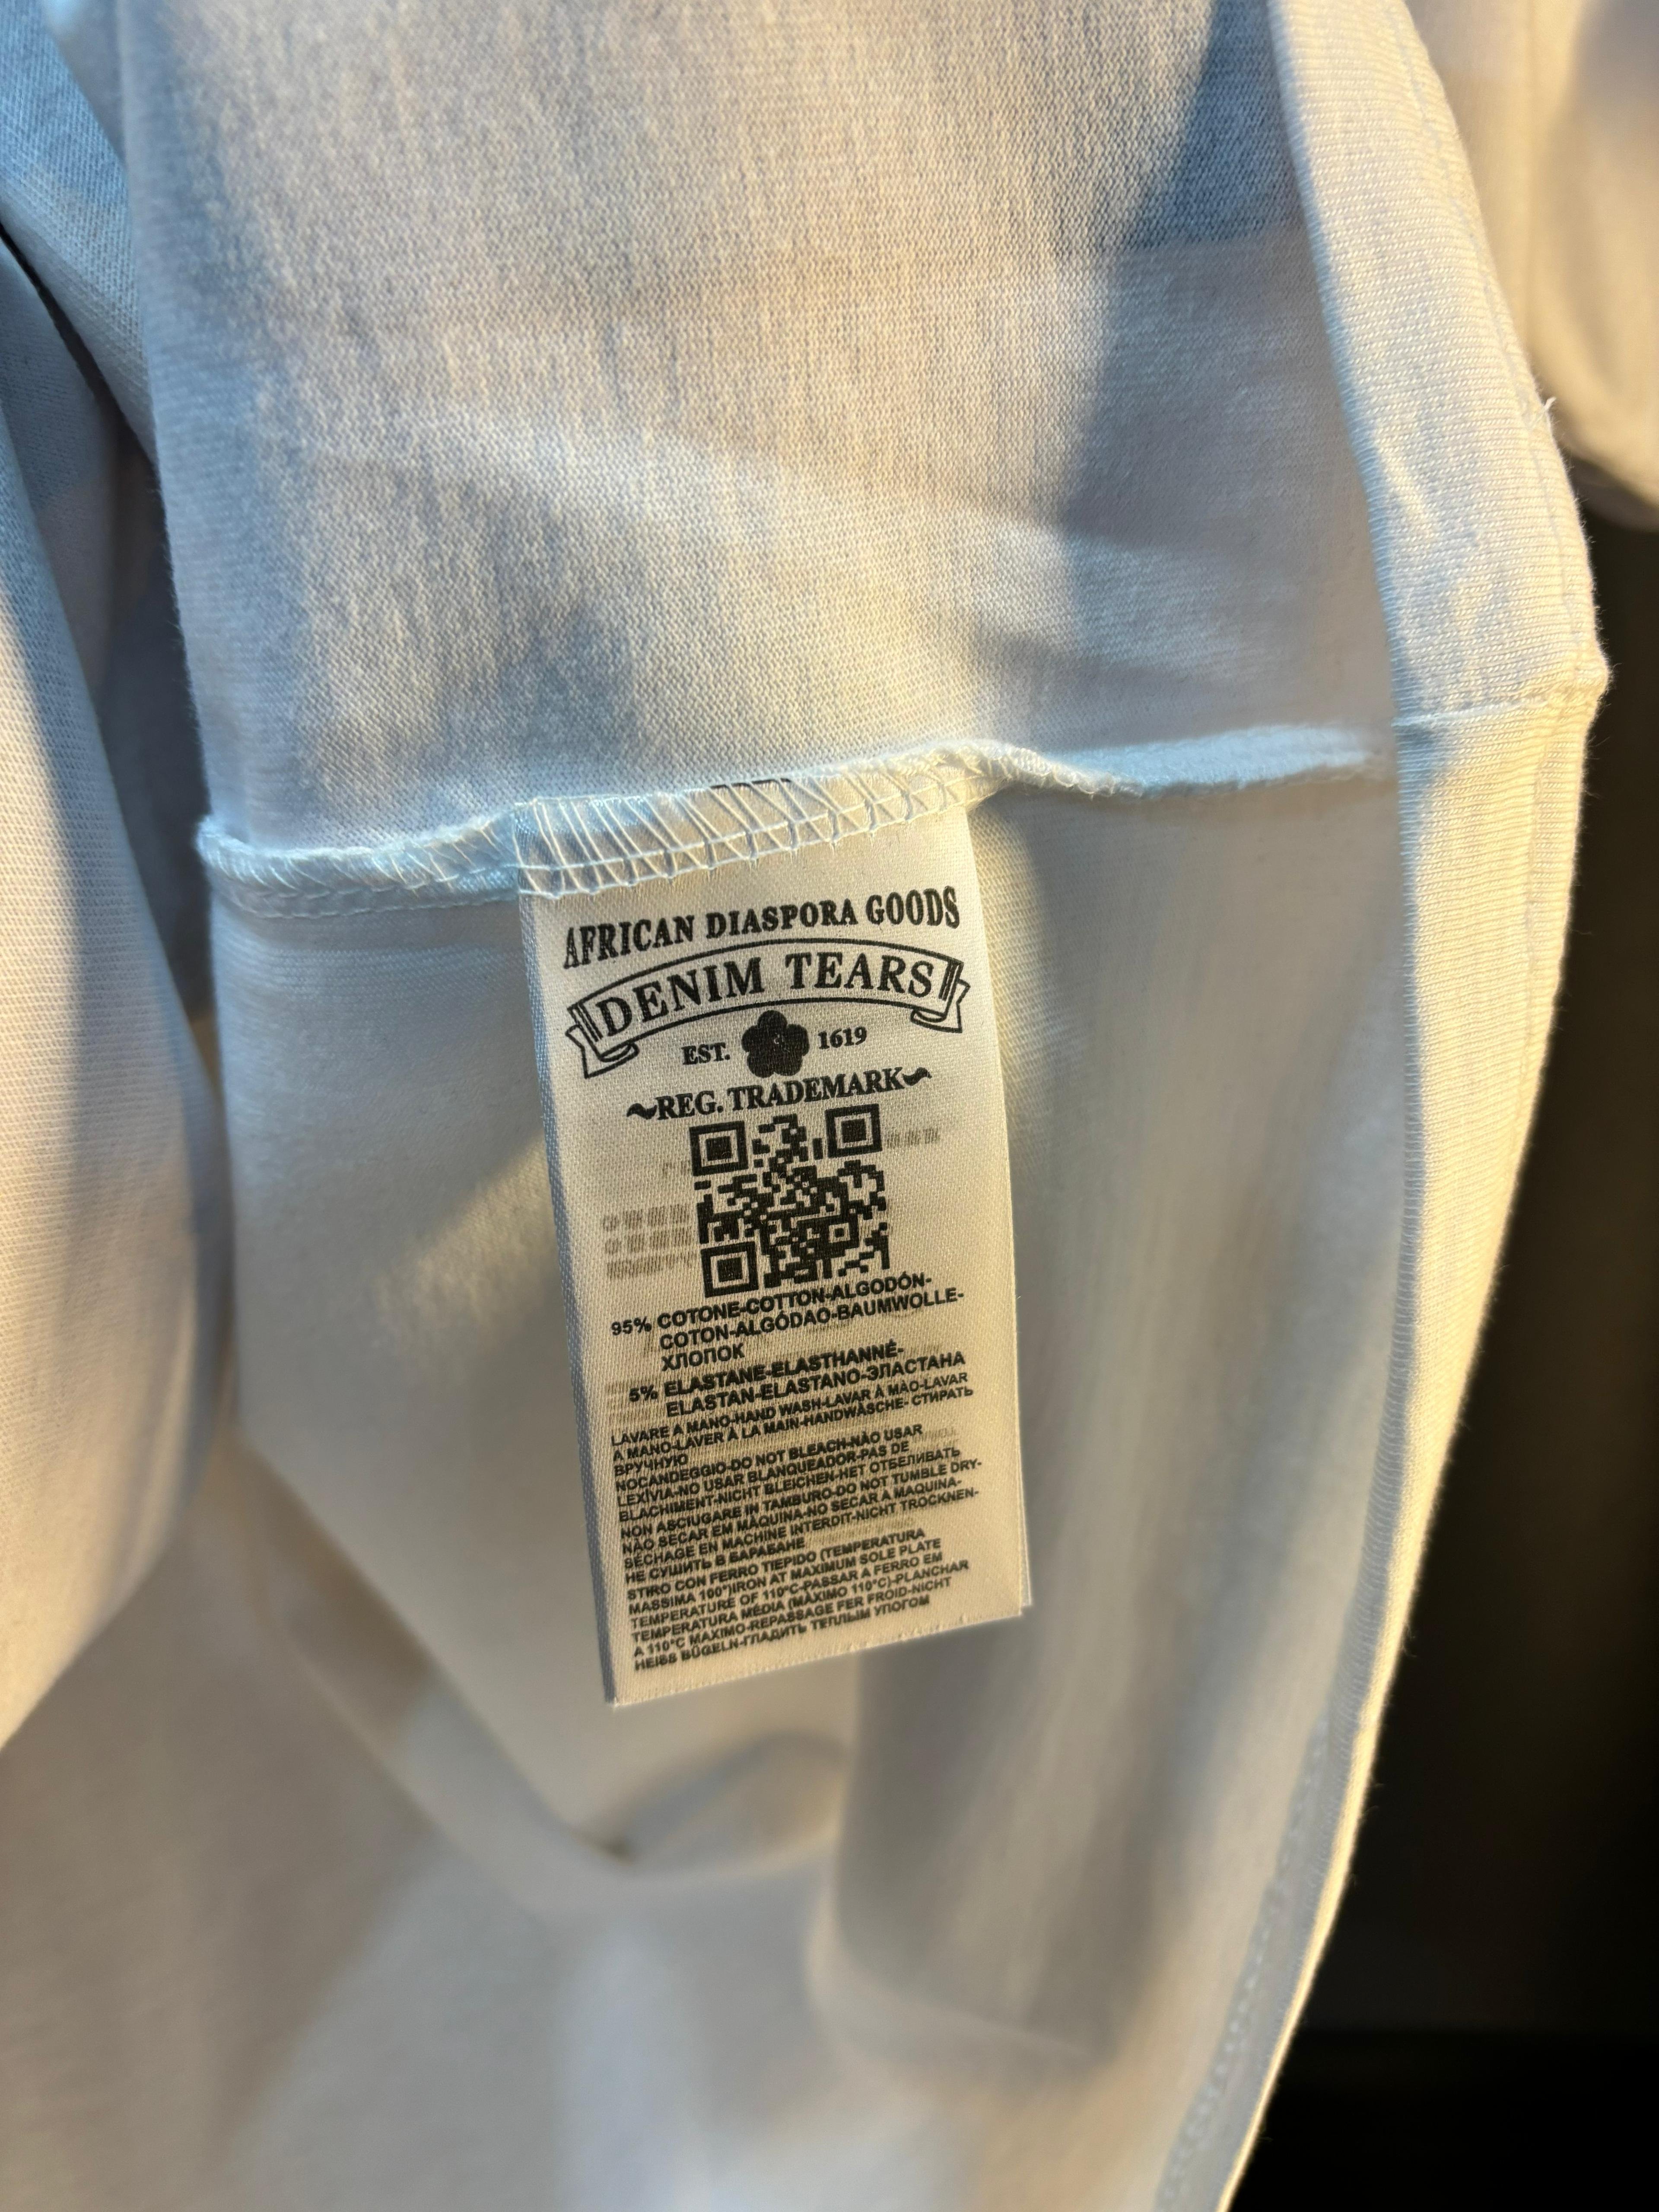 AFRICAN DIASPORA GOODS
DENIM TEARS
EST. 1619
REG. TRADEMARK
95% COTONE-COTTON-ALGODÓN-
COTON-ALGÓDAO-BAUMWOLLE-
ХЛОПОК
5% ELASTANE-ELASTHANNÉ-
ELASTAN-ELASTANO-ЭЛАСТАНА
LAVARE A MANO-HAND WASH-LAVAR À MAO-LAVAR
A MANO-LAVER À LA MAIN-HANDWÄSCHE- СТИРАТЬ
ВРУЧНУЮ
NOCANDEGGIO-DO NOT BLEACH-NÃO USAR
LEXÍVIA-NO USAR BLANQUEADOR-PAS DE
BLACHIMENT-NICHT BLEICHEN-НЕТ ОТБЕЛИВАТЬ
NON ASCIUGARE IN TAMBURO-DO NOT TUMBLE DRY-
NÃO SECAR EM MÁQUINA-NO SECAR A MAQUINA-
SÉCHAGE EN MACHINE INTERDIT-NICHT TROCKNEN-
НЕ СУШИТЬ В БАРАБАНЕ
STIRO CON FERRO TIEPIDO (TEMPERATURA
MASSIMA 100°)IRON AT MAXIMUM SOLE PLATE
TEMPERATURE OF 110°C-PASSAR A FERRO EM
TEMPERATURA MÉDIA (MÁXIMO 110°C)-PLANCHAR
A 110°C MAXIMO-REPASSAGE FER FROID-NICHT
HEISS BÜGELN-ГЛАДИТЬ ТЕПЛЫМ УПОГОМ